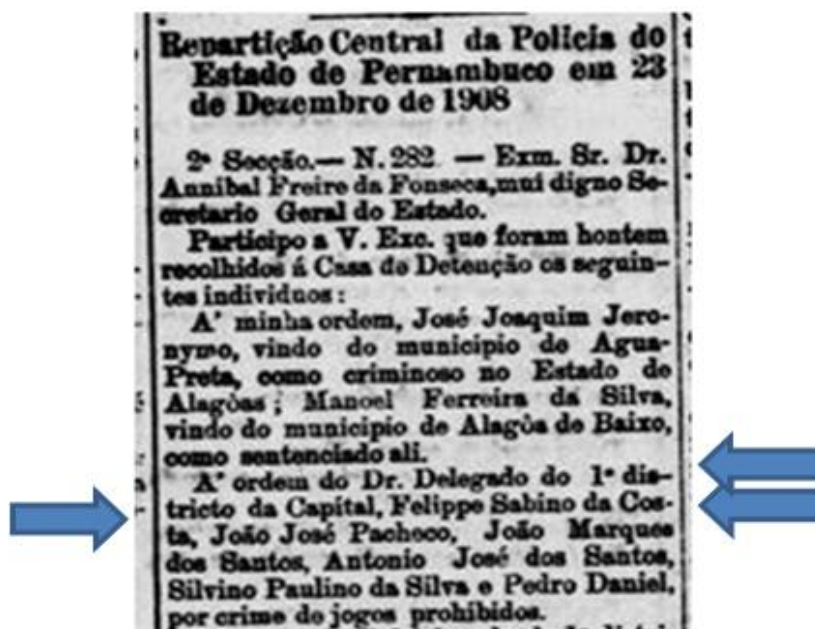 Repartição Central da Policia do
Estado de Pernambuco em 23
de Dezembro de 1908
2ª Secção.— N. 282 — Exm. Sr. Dr.
Annibal Freire da Fonseca, mui digno Se-
cretario Geral do Estado.
Participo a V. Exc. que foram hontem
recolhidos á Casa de Detenção os seguin-
tes individuos :
A' minha ordem, José Joaquim Jero-
nymo, vindo do municipio de Agua-
Preta, como criminoso no Estado de
Alagôas ; Manoel Ferreira da Silva,
vindo do municipio de Alagôa de Baixo,
como sentenciado ali.
A' ordem do Dr. Delegado do 1º dis-
tricto da Capital, Felippe Sabino da Cos-
ta, João José Pacheco, João Marques
dos Santos, Antonio José dos Santos,
Silvino Paulino da Silva e Pedro Daniel,
por crime de jogos prohibidos.